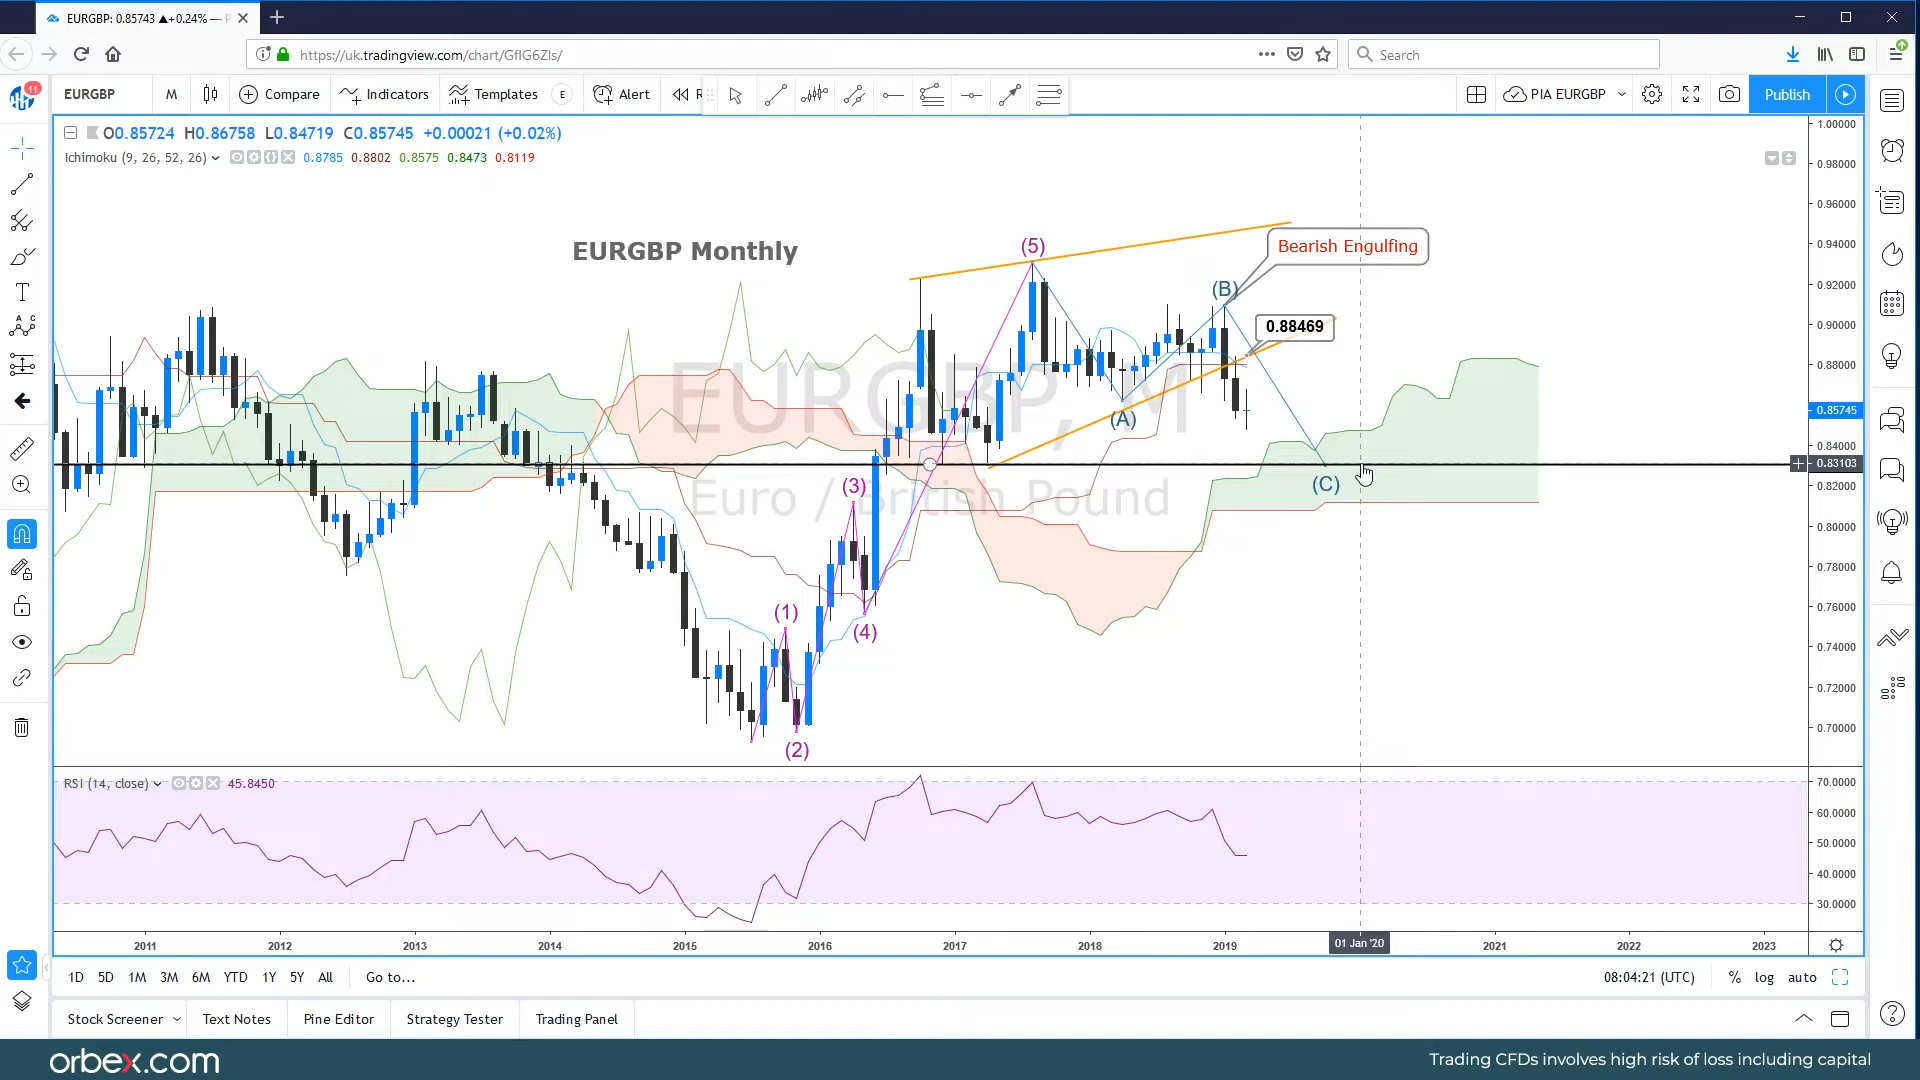 EURGBP: 0.85743 ▲+0.24% —
https://uk.tradingview.com/chart/GfIG6ZIs/
Search
11
EURGBP
M
Compare
Indicators
Templates
E
Alert
PIA EURGBP
Publish
O0.85724 H0.86758 L0.84719 C0.85745 +0.00021 (+0.02%)
Ichimoku (9, 26, 52, 26) 0.8785 0.8802 0.8575 0.8473 0.8119
EURGBP Monthly
EURGBP, M
Euro / British Pound
(5)
Bearish Engulfing
(B)
0.88469
(A)
(C)
(3)
(1)
(4)
(2)
1.00000
0.98000
0.96000
0.94000
0.92000
0.90000
0.88000
0.85745
0.84000
0.83103
0.82000
0.80000
0.78000
0.76000
0.74000
0.72000
0.70000
RSI (14, close) 45.8450
70.0000
60.0000
50.0000
40.0000
30.0000
2011 2012 2013 2014 2015 2016 2017 2018 2019 01 Jan '20 2021 2022 2023
1D 5D 1M 3M 6M YTD 1Y 5Y All Go to... 08:04:21 (UTC) % log auto
Stock Screener Text Notes Pine Editor Strategy Tester Trading Panel
orbex.com
Trading CFDs involves high risk of loss including capital